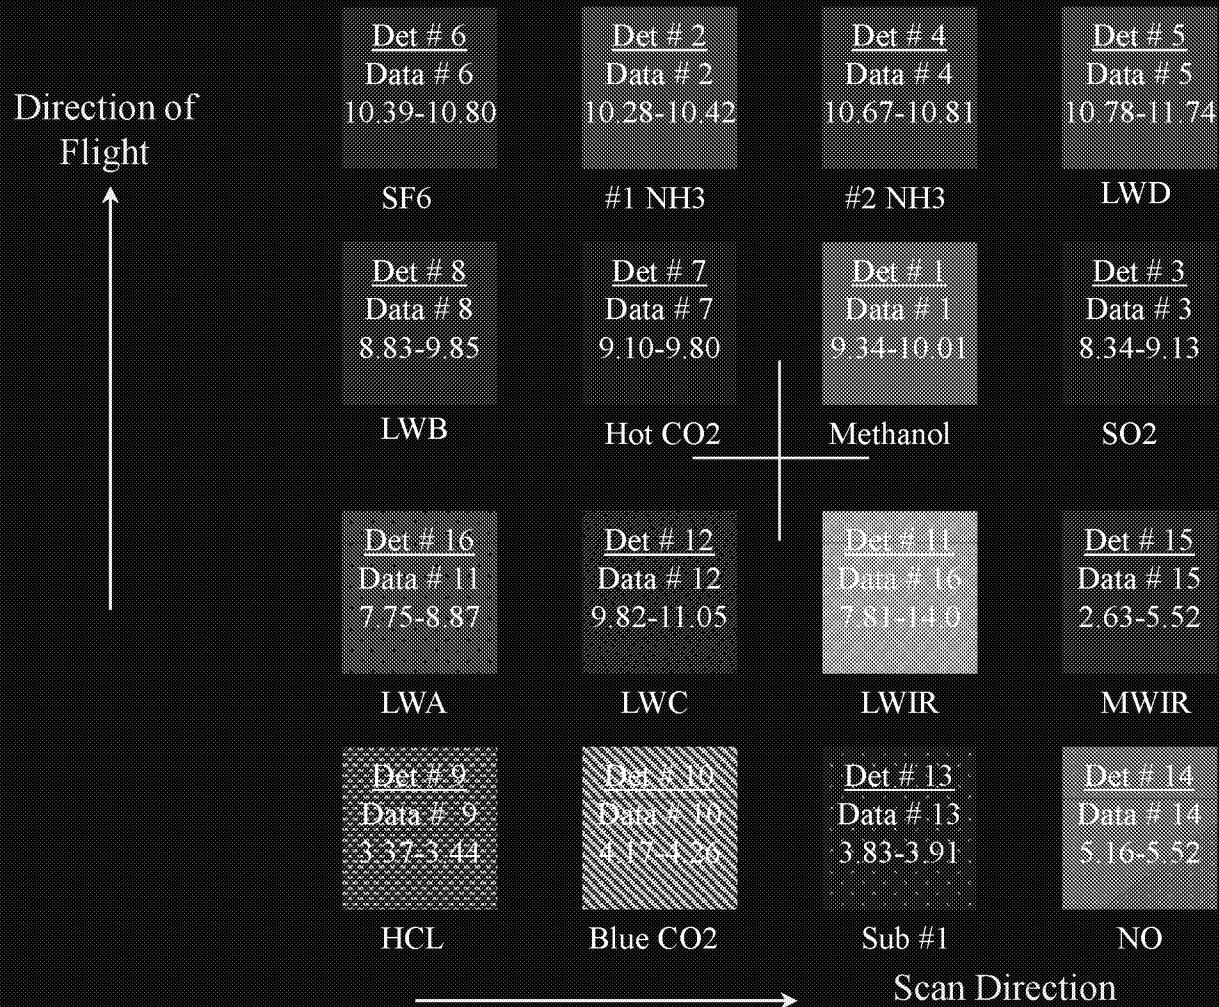 Direction of
Flight
Det # 6
Data # 6
10.39-10.80
SF6
Det # 2
Data # 2
10.28-10.42
#1 NH3
Det # 4
Data # 4
10.67-10.81
#2 NH3
Det # 5
Data # 5
10.78-11.74
LWD
Det # 8
Data # 8
8.83-9.85
LWB
Det # 7
Data # 7
9.10-9.80
Hot CO2
Det # 1
Data # 1
9.34-10.01
Methanol
Det # 3
Data # 3
8.34-9.13
SO2
Det # 16
Data # 11
7.75-8.87
LWA
Det # 12
Data # 12
9.82-11.05
LWC
Det # 11
Data # 16
7.81-14.0
LWIR
Det # 15
Data # 15
2.63-5.52
MWIR
Det # 9
Data # 9
3.37-3.44
HCL
Det # 10
Data # 10
4.17-4.26
Blue CO2
Det # 13
Data # 13
3.83-3.91
Sub #1
Det # 14
Data # 14
5.16-5.52
NO
Scan Direction